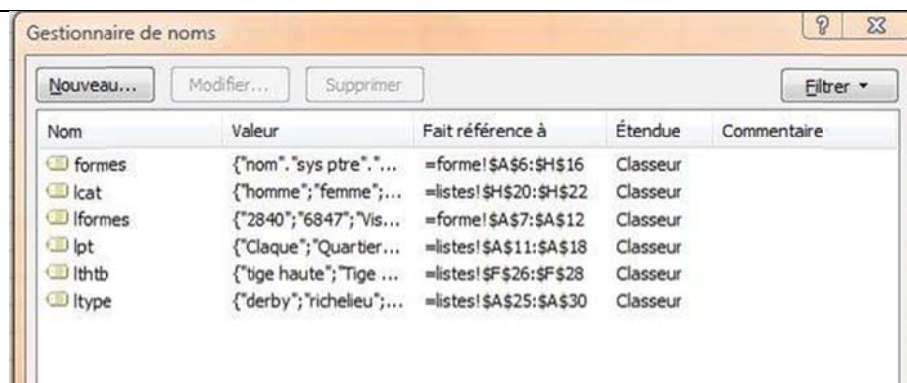 Gestionnaire de noms
Nouveau... Modifier... Supprimer Filtrer
Nom Valeur Fait référence à Étendue Commentaire
formes {"nom"."sys ptre"."... =forme!$A$6:$H$16 Classeur
lcat {"homme";"femme";... =listes!$H$20:$H$22 Classeur
lformes {"2840";"6847";"Vis... =forme!$A$7:$A$12 Classeur
lpt {"Claque";"Quartier... =listes!$A$11:$A$18 Classeur
lthtb {"tige haute";"Tige ... =listes!$F$26:$F$28 Classeur
ltype {"derby";"richelieu";... =listes!$A$25:$A$30 Classeur